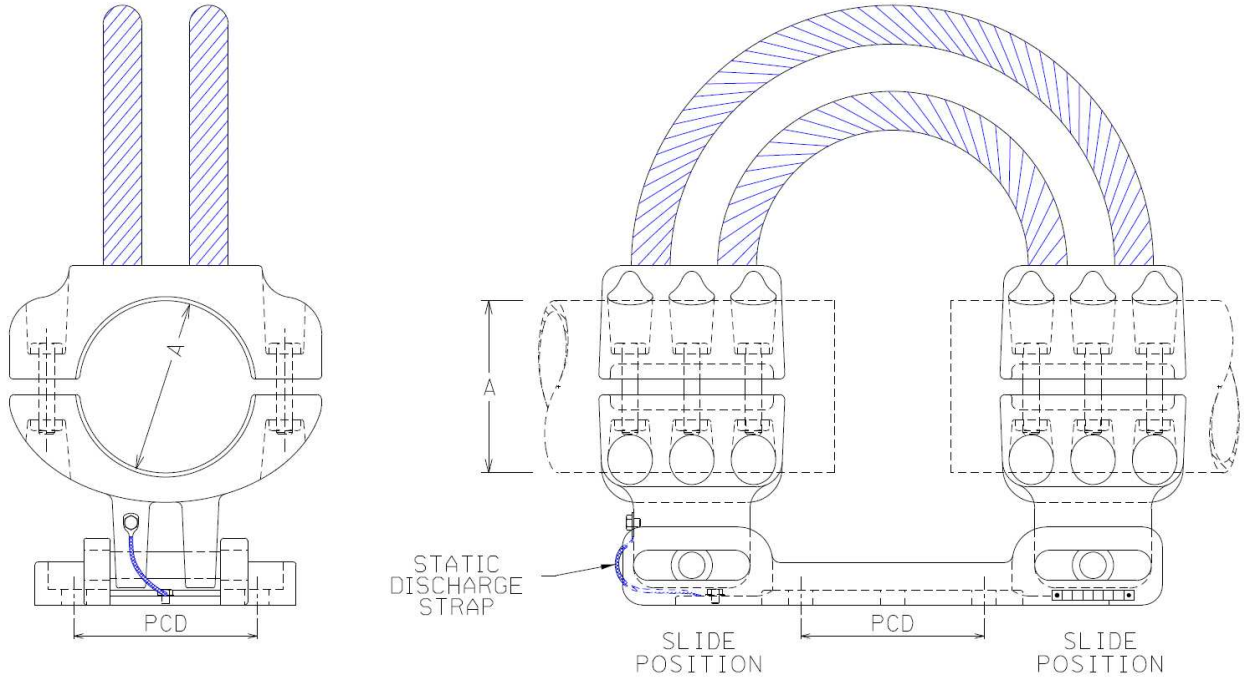 A
PCD
A
STATIC
DISCHARGE
STRAP
SLIDE
POSITION
PCD
SLIDE
POSITION